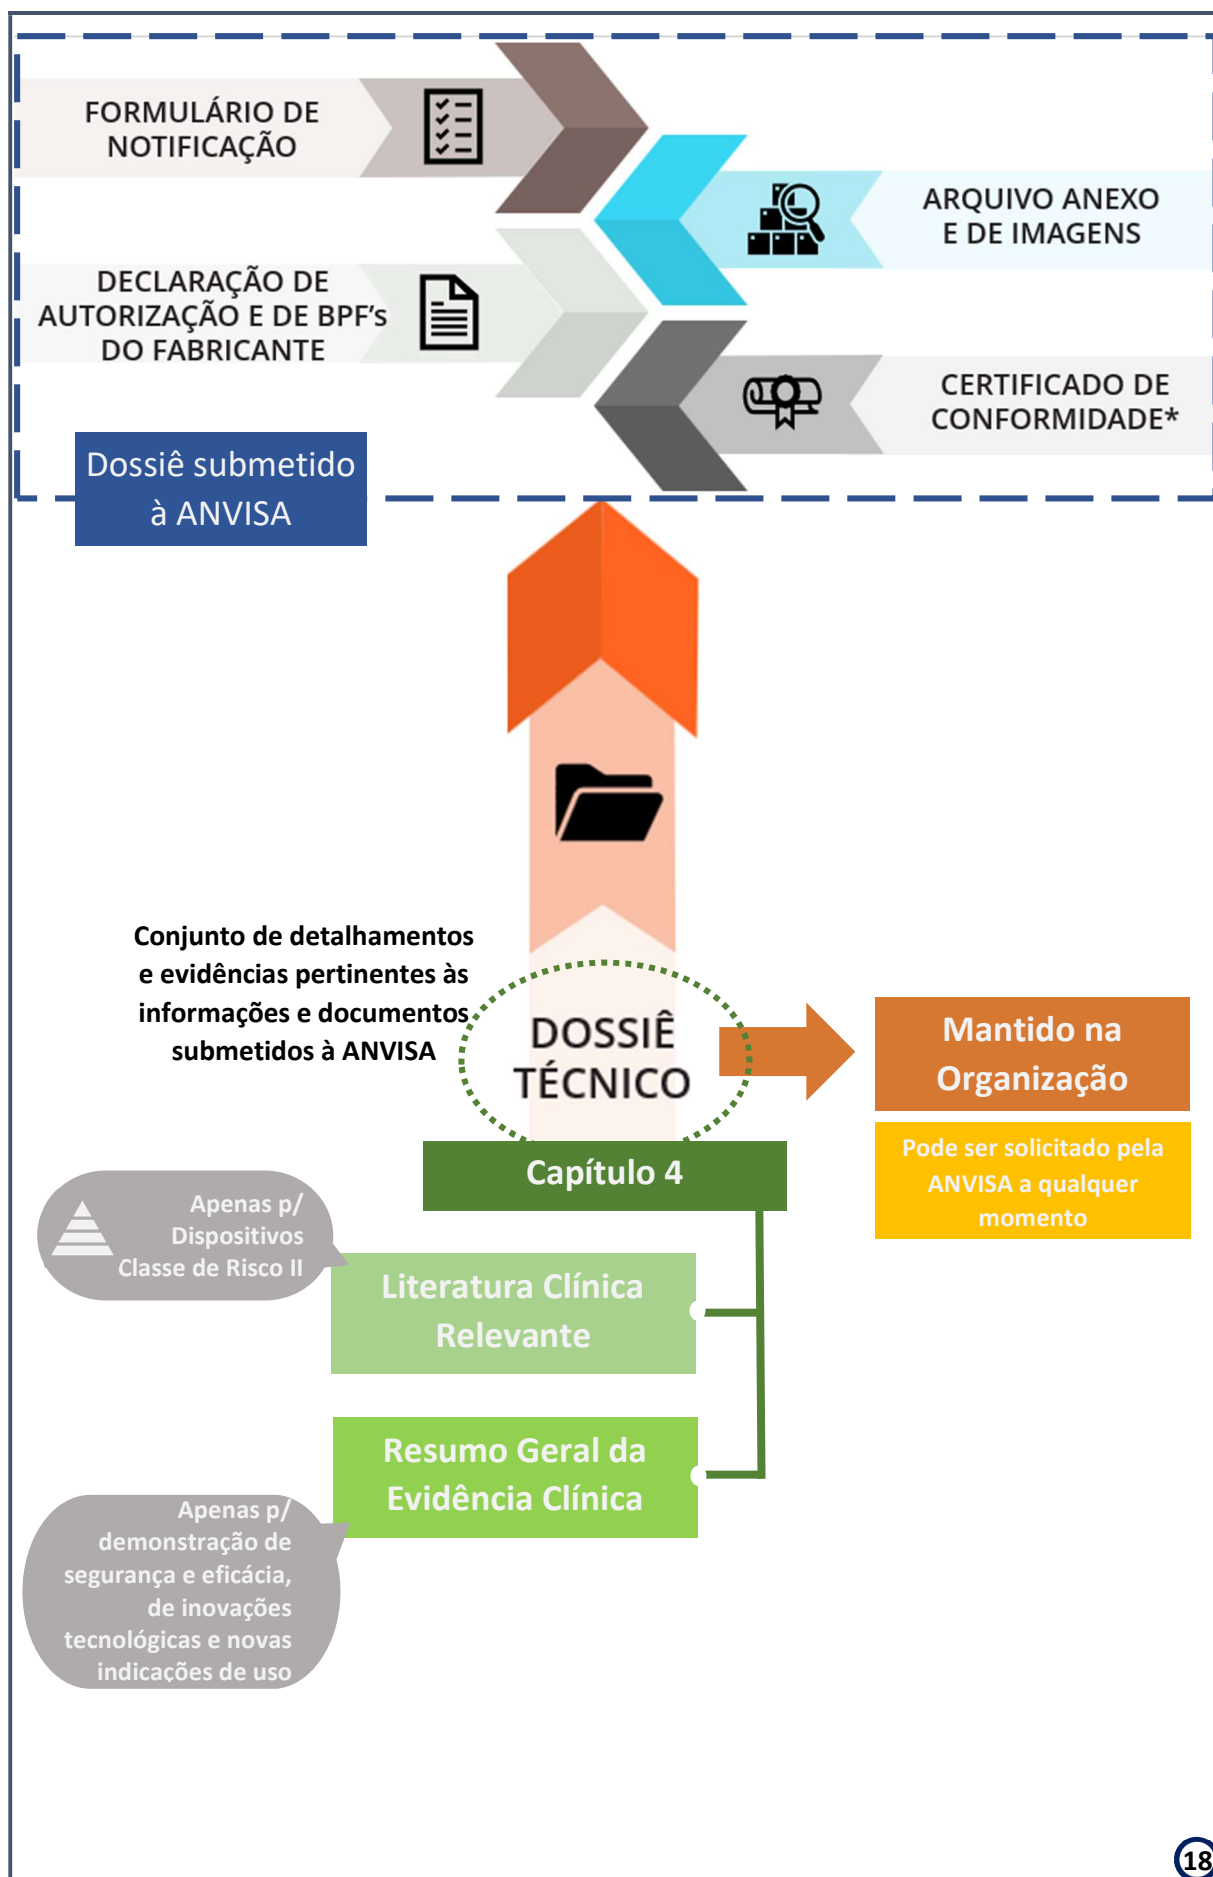 FORMULÁRIO DE
NOTIFICAÇÃO
ARQUIVO ANEXO
E DE IMAGENS
DECLARAÇÃO DE
AUTORIZAÇÃO E DE BPF's
DO FABRICANTE
CERTIFICADO DE
CONFORMIDADE*
Dossiê submetido
à ANVISA
Conjunto de detalhamentos
e evidências pertinentes às
informações e documentos
submetidos à ANVISA
DOSSIÊ
TÉCNICO
Mantido na
Organização
Pode ser solicitado pela
ANVISA a qualquer
momento
Capítulo 4
Apenas p/
Dispositivos
Classe de Risco II
Literatura Clínica
Relevante
Resumo Geral da
Evidência Clínica
Apenas p/
demonstração de
segurança e eficácia,
de inovações
tecnológicas e novas
indicações de uso
18